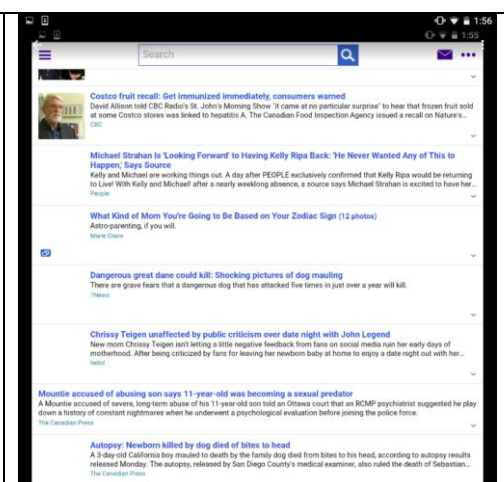 1:56
1:55
Search
Costco fruit recall: Get immunized immediately, consumers warned
David Allison told CBC Radio's St. John's Morning Show "it came at no particular surprise" to hear that frozen fruit sold
at some Costco stores was linked to hepatitis A. The Canadian Food Inspection Agency issued a recall on Nature's...
CBC
Michael Strahan Is 'Looking Forward' to Having Kelly Ripa Back: 'He Never Wanted Any of This to
Happen,' Says Source
Kelly and Michael are working things out. A day after PEOPLE exclusively confirmed that Kelly Ripa would be returning
to Live! With Kelly and Michael! after a nearly weeklong absence, a source says Michael Strahan is excited to have her...
People
What Kind of Mom You're Going to Be Based on Your Zodiac Sign (12 photos)
Astro-parenting, if you will.
Marie Claire
Dangerous great dane could kill: Shocking pictures of dog mauling
There are grave fears that a dangerous dog that has attacked five times in just over a year will kill.
7News
Chrissy Teigen unaffected by public criticism over date night with John Legend
New mom Chrissy Teigen isn't letting a little negative feedback from fans on social media ruin her early days of
motherhood. After being criticized by fans for leaving her newborn baby at home to enjoy a date night out with her...
hello!
Mountie accused of abusing son says 11-year-old was becoming a sexual predator
A Mountie accused of severe, long-term abuse of his 11-year-old son told an Ottawa court that an RCMP psychiatrist suggested he play
down a history of constant nightmares when he underwent a psychological evaluation before joining the police force.
The Canadian Press
Autopsy: Newborn killed by dog died of bites to head
A 3-day-old California boy mauled to death by the family dog died from bites to his head, according to autopsy results
released Monday. The autopsy, released by San Diego County's medical examiner, also ruled the death of Sebastian...
The Canadian Press